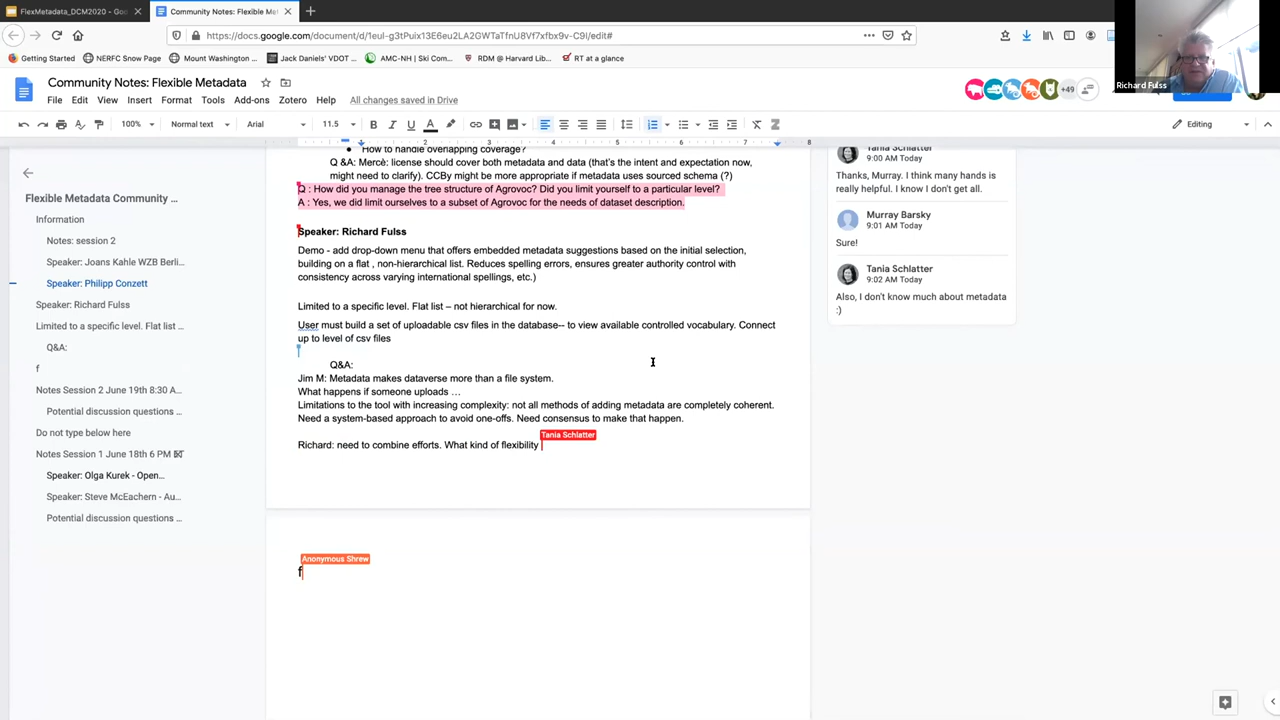 FlexMetadata_DCM2020 - Goo
Community Notes: Flexible Met
https://docs.google.com/document/d/1euI-g3tPuix13E6eu2LA2GWTaTfnU8Vf7xfbx9v-C9I/edit#
Getting Started
NERFC Snow Page
Mount Washington ...
Jack Daniels' VDOT ...
AMC-NH | Ski Com...
RDM @ Harvard Lib...
RT at a glance
Richard Fulss
Community Notes: Flexible Metadata
File Edit View Insert Format Tools Add-ons Zotero Help All changes saved in Drive
+49
100% Normal text Arial 11.5 B I U A Editing
2 3 4 5 6 7 8
Flexible Metadata Community ...
Information
Notes: session 2
Speaker: Joans Kahle WZB Berli...
Speaker: Philipp Conzett
Speaker: Richard Fulss
Limited to a specific level. Flat list ...
Q&A:
f
Notes Session 2 June 19th 8:30 A...
Potential discussion questions ...
Do not type below here
Notes Session 1 June 18th 6 PM ET
Speaker: Olga Kurek - Open...
Speaker: Steve McEachern - Au...
Potential discussion questions ...
How to handle overlapping coverage?
Q &A: Mercè: license should cover both metadata and data (that's the intent and expectation now,
might need to clarify). CCBy might be more appropriate if metadata uses sourced schema (?)
Q : How did you manage the tree structure of Agrovoc? Did you limit yourself to a particular level?
A : Yes, we did limit ourselves to a subset of Agrovoc for the needs of dataset description.
Speaker: Richard Fulss
Demo - add drop-down menu that offers embedded metadata suggestions based on the initial selection,
building on a flat , non-hierarchical list. Reduces spelling errors, ensures greater authority control with
consistency across varying international spellings, etc.)
Limited to a specific level. Flat list – not hierarchical for now.
User must build a set of uploadable csv files in the database-- to view available controlled vocabulary. Connect
up to level of csv files
Q&A:
Jim M: Metadata makes dataverse more than a file system.
What happens if someone uploads …
Limitations to the tool with increasing complexity: not all methods of adding metadata are completely coherent.
Need a system-based approach to avoid one-offs. Need consensus to make that happen.
Tania Schlatter
Richard: need to combine efforts. What kind of flexibility
Anonymous Shrew
f
Tania Schlatter
9:00 AM Today
Thanks, Murray. I think many hands is
really helpful. I know I don't get all.
Murray Barsky
9:01 AM Today
Sure!
Tania Schlatter
9:02 AM Today
Also, I don't know much about metadata
:)